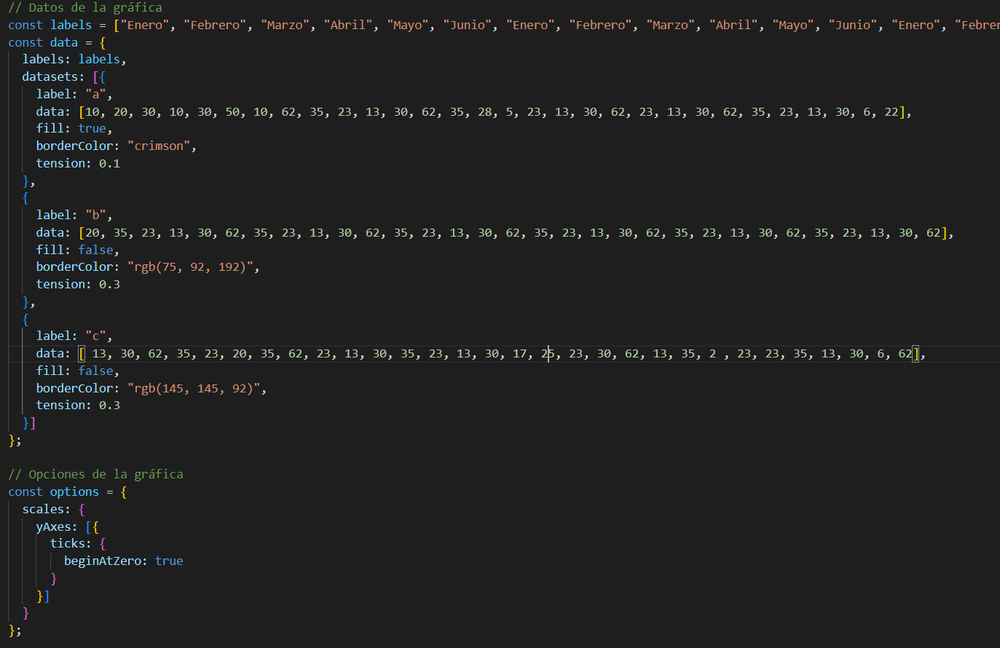 // Datos de la gráfica
const labels = ["Enero", "Febrero", "Marzo", "Abril", "Mayo", "Junio", "Enero", "Febrero", "Marzo", "Abril", "Mayo", "Junio", "Enero", "Febrer
const data = {
  labels: labels,
  datasets: [{
    label: "a",
    data: [10, 20, 30, 10, 30, 50, 10, 62, 35, 23, 13, 30, 62, 35, 28, 5, 23, 13, 30, 62, 23, 13, 30, 62, 35, 23, 13, 30, 6, 22],
    fill: true,
    borderColor: "crimson",
    tension: 0.1
  },
  {
    label: "b",
    data: [20, 35, 23, 13, 30, 62, 35, 23, 13, 30, 62, 35, 23, 13, 30, 62, 35, 23, 13, 30, 62, 35, 23, 13, 30, 62, 35, 23, 13, 30, 62],
    fill: false,
    borderColor: "rgb(75, 92, 192)",
    tension: 0.3
  },
  {
    label: "c",
    data: [ 13, 30, 62, 35, 23, 20, 35, 62, 23, 13, 30, 35, 23, 13, 30, 17, 25, 23, 30, 62, 13, 35, 2 , 23, 23, 35, 13, 30, 6, 62],
    fill: false,
    borderColor: "rgb(145, 145, 92)",
    tension: 0.3
  }]
};

// Opciones de la gráfica
const options = {
  scales: {
    yAxes: [{
      ticks: {
        beginAtZero: true
      }
    }]
  }
};